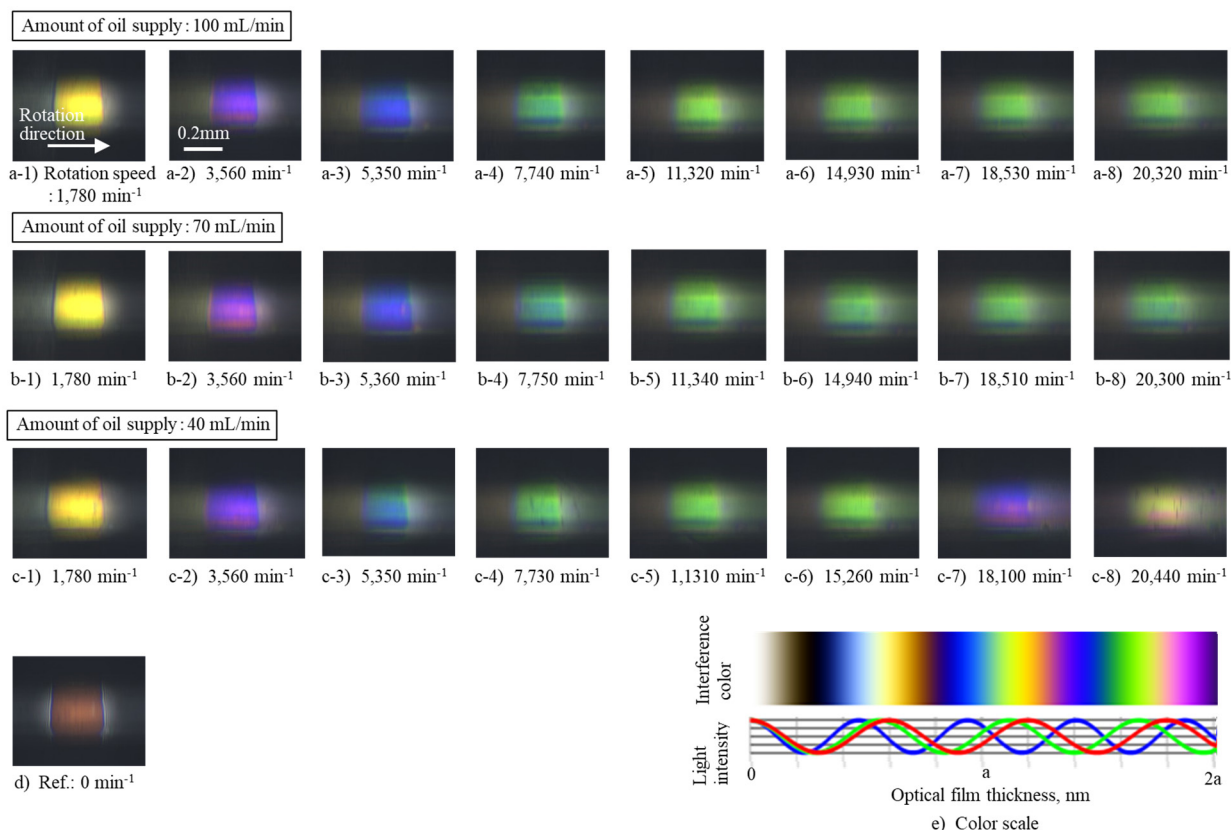 Amount of oil supply : 100 mL/min
Rotation direction
0.2mm
a-1) Rotation speed : 1,780 min-1
a-2) 3,560 min-1
a-3) 5,350 min-1
a-4) 7,740 min-1
a-5) 11,320 min-1
a-6) 14,930 min-1
a-7) 18,530 min-1
a-8) 20,320 min-1
Amount of oil supply : 70 mL/min
b-1) 1,780 min-1
b-2) 3,560 min-1
b-3) 5,360 min-1
b-4) 7,750 min-1
b-5) 11,340 min-1
b-6) 14,940 min-1
b-7) 18,510 min-1
b-8) 20,300 min-1
Amount of oil supply : 40 mL/min
c-1) 1,780 min-1
c-2) 3,560 min-1
c-3) 5,350 min-1
c-4) 7,730 min-1
c-5) 1,1310 min-1
c-6) 15,260 min-1
c-7) 18,100 min-1
c-8) 20,440 min-1
d) Ref.: 0 min-1
Interference color
Light intensity
0
a
2a
Optical film thickness, nm
e) Color scale